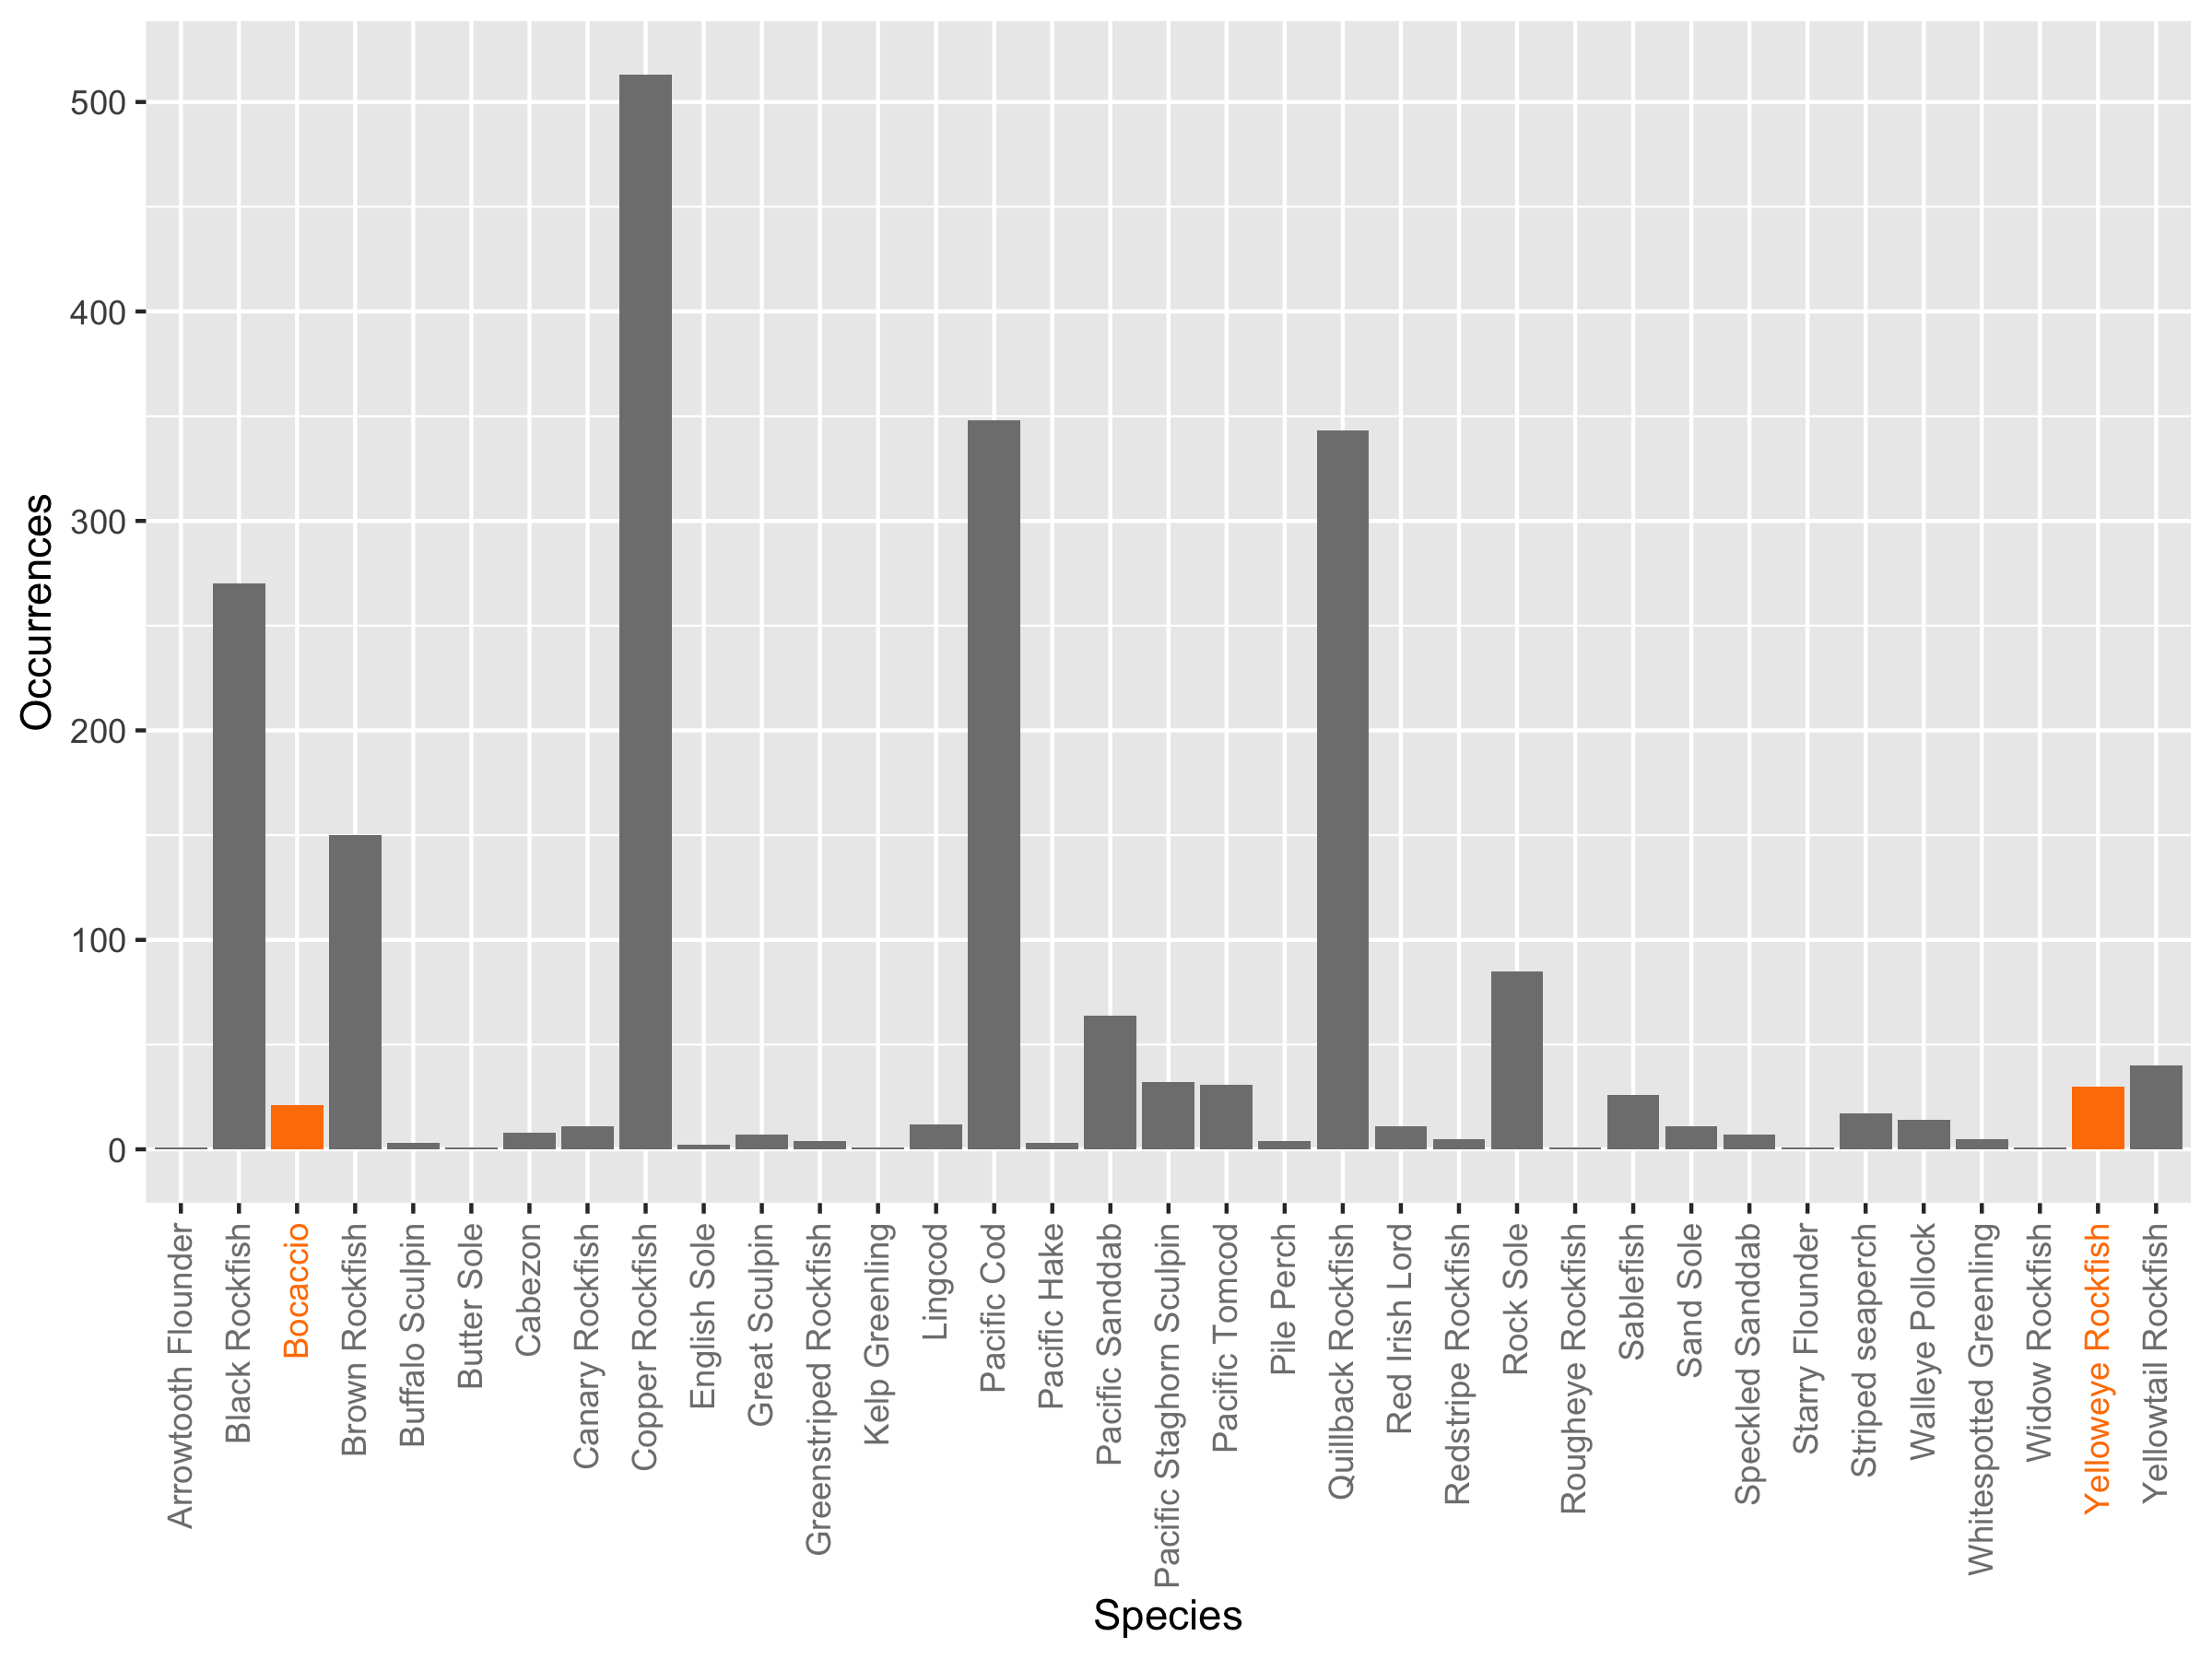 Occurrences
500
400
300
200
100
0
Arrowtooth Flounder
Black Rockfish
Bocaccio
Brown Rockfish
Buffalo Sculpin
Butter Sole
Cabezon
Canary Rockfish
Copper Rockfish
English Sole
Great Sculpin
Greenstriped Rockfish
Kelp Greenling
Lingcod
Pacific Cod
Pacific Hake
Pacific Sanddab
Pacific Staghorn Sculpin
Pacific Tomcod
Pile Perch
Quillback Rockfish
Red Irish Lord
Redstripe Rockfish
Rock Sole
Rougheye Rockfish
Sablefish
Sand Sole
Speckled Sanddab
Starry Flounder
Striped seaperch
Walleye Pollock
Whitespotted Greenling
Widow Rockfish
Yelloweye Rockfish
Yellowtail Rockfish
Species